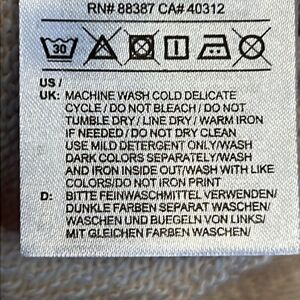 RN# 88387 CA# 40312
30
US /
UK: MACHINE WASH COLD DELICATE
CYCLE / DO NOT BLEACH / DO NOT
TUMBLE DRY / LINE DRY / WARM IRON
IF NEEDED / DO NOT DRY CLEAN
USE MILD DETERGENT ONLY/WASH
DARK COLORS SEPARATELY/WASH
AND IRON INSIDE OUT/WASH WITH LIKE
COLORS/DO NOT IRON PRINT
D: BITTE FEINWASCHMITTEL VERWENDEN/
DUNKLE FARBEN SEPARAT WASCHEN/
WASCHEN UND BUEGELN VON LINKS/
MIT GLEICHEN FARBEN WASCHEN/